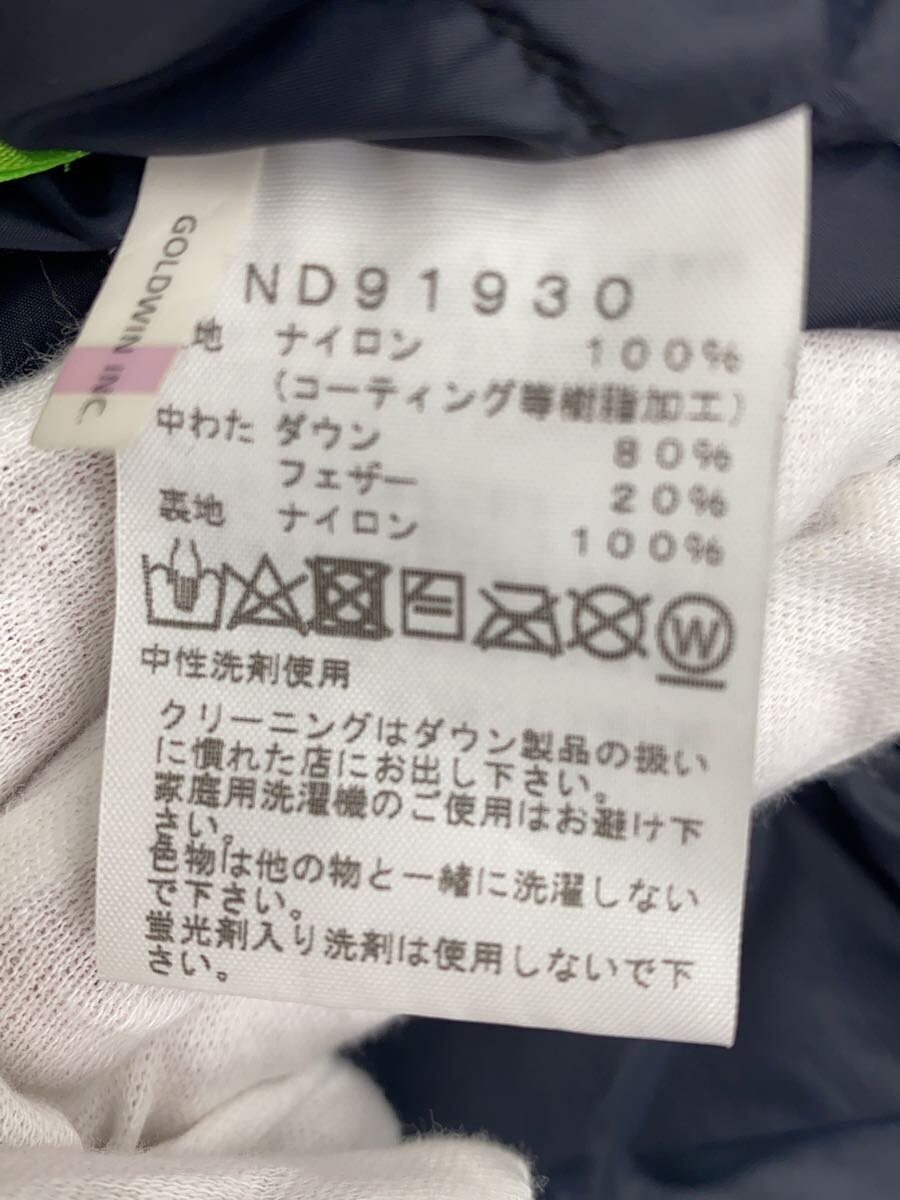 GOLDWIN INC.
ND91930
地 ナイロン 100%
(コーティング等樹脂加工)
中わた ダウン 80%
フェザー 20%
裏地 ナイロン 100%
W
中性洗剤使用
クリーニングはダウン製品の扱い
に慣れた店にお出し下さい。
家庭用洗濯機のご使用はお避け下
さい。
色物は他の物と一緒に洗濯しない
で下さい。
蛍光剤入り洗剤は使用しないで下
さい。